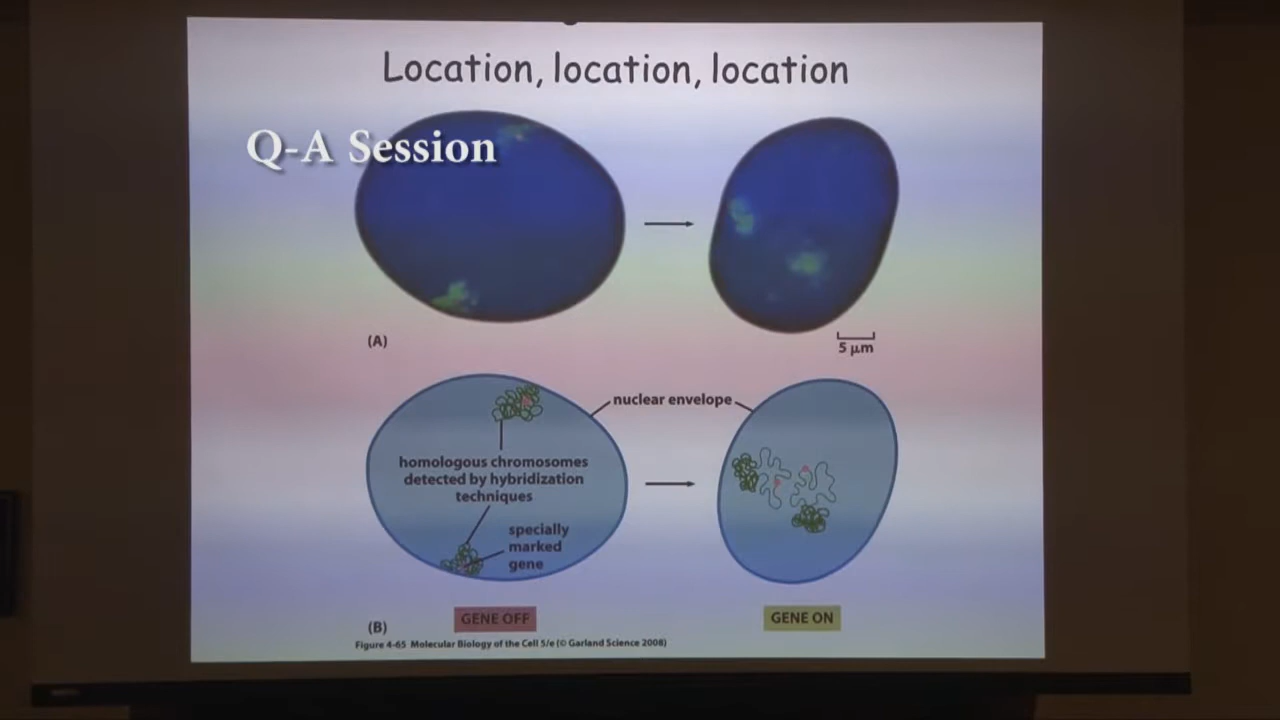 Location, location, location
Q-A Session
(A)
5 μm
nuclear envelope
homologous chromosomes
detected by hybridization
techniques
specially
marked
gene
(B)
GENE OFF
GENE ON
Figure 4-65 Molecular Biology of the Cell 5/e (© Garland Science 2008)